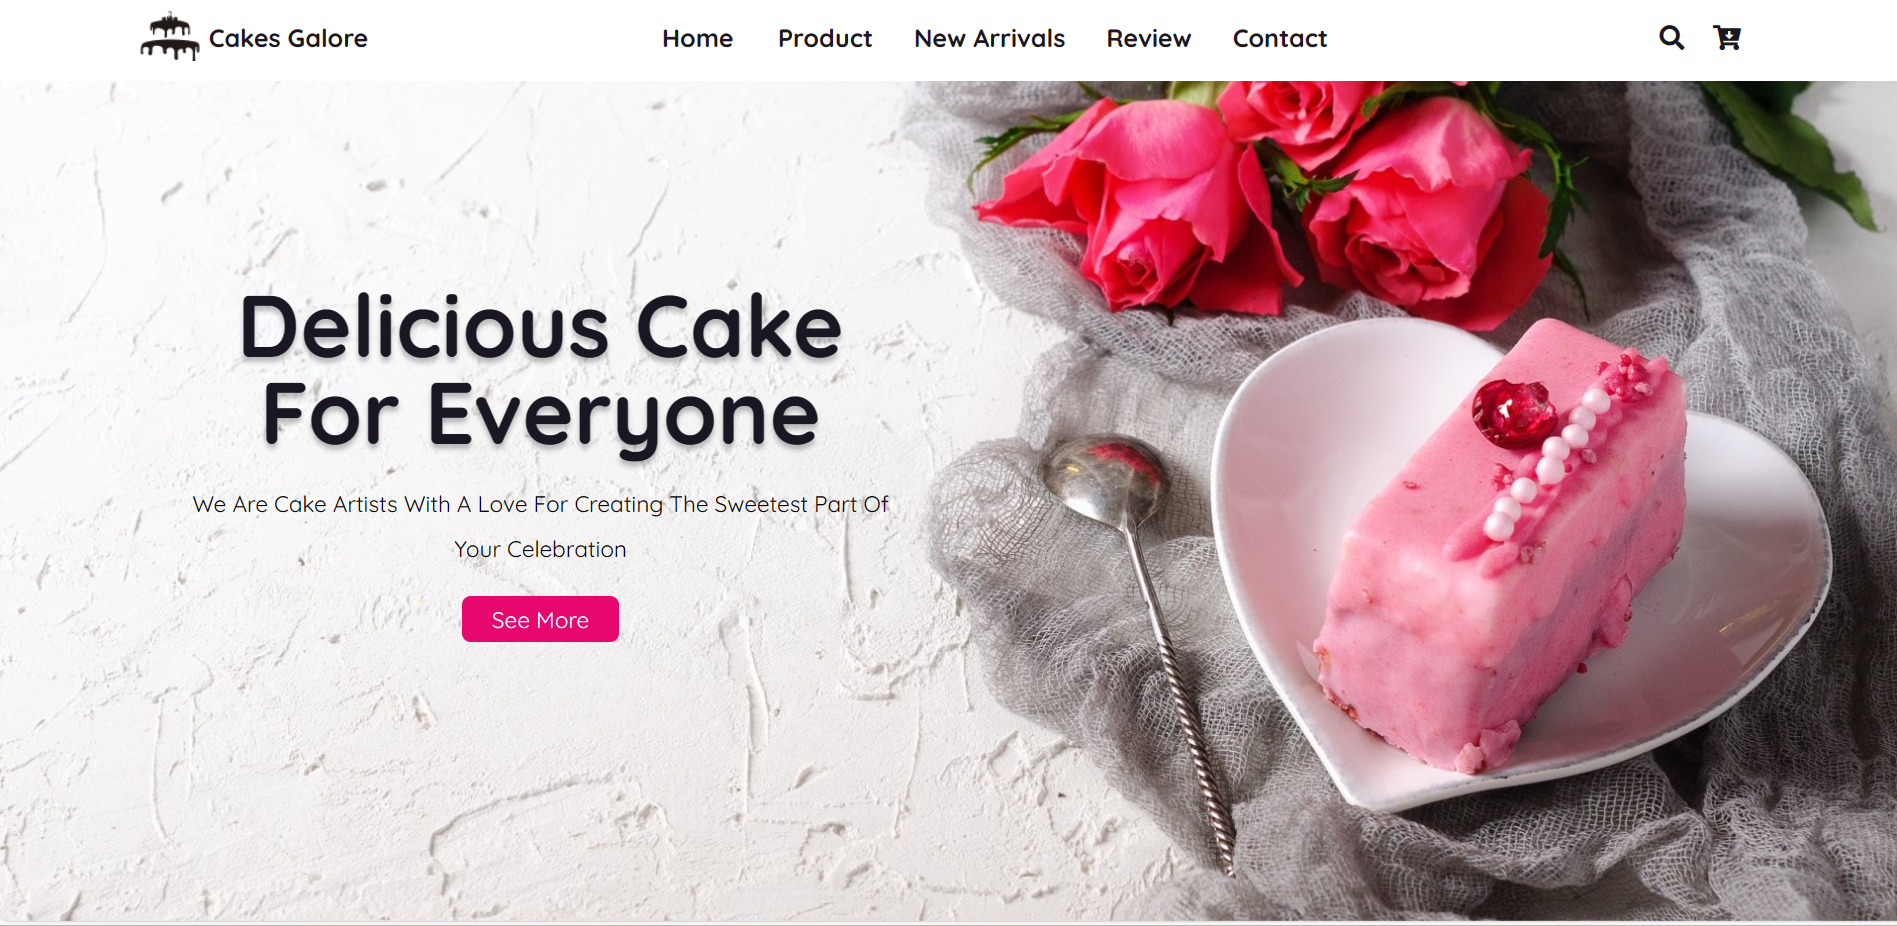 Cakes Galore
Home Product New Arrivals Review Contact
Delicious Cake
For Everyone
We Are Cake Artists With A Love For Creating The Sweetest Part Of
Your Celebration
See More